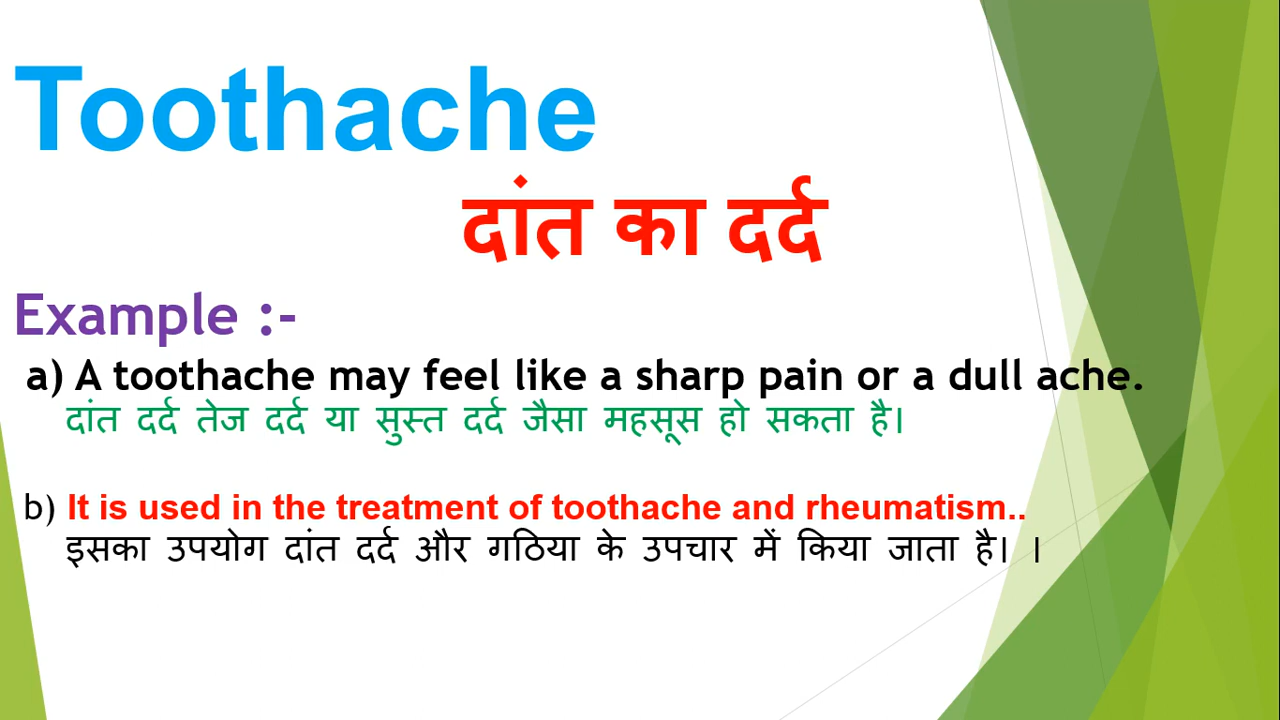 Toothache
दांत का दर्द
Example :-
a) A toothache may feel like a sharp pain or a dull ache.
दांत दर्द तेज दर्द या सुस्त दर्द जैसा महसूस हो सकता है।
b) It is used in the treatment of toothache and rheumatism..
इसका उपयोग दांत दर्द और गठिया के उपचार में किया जाता है। ।